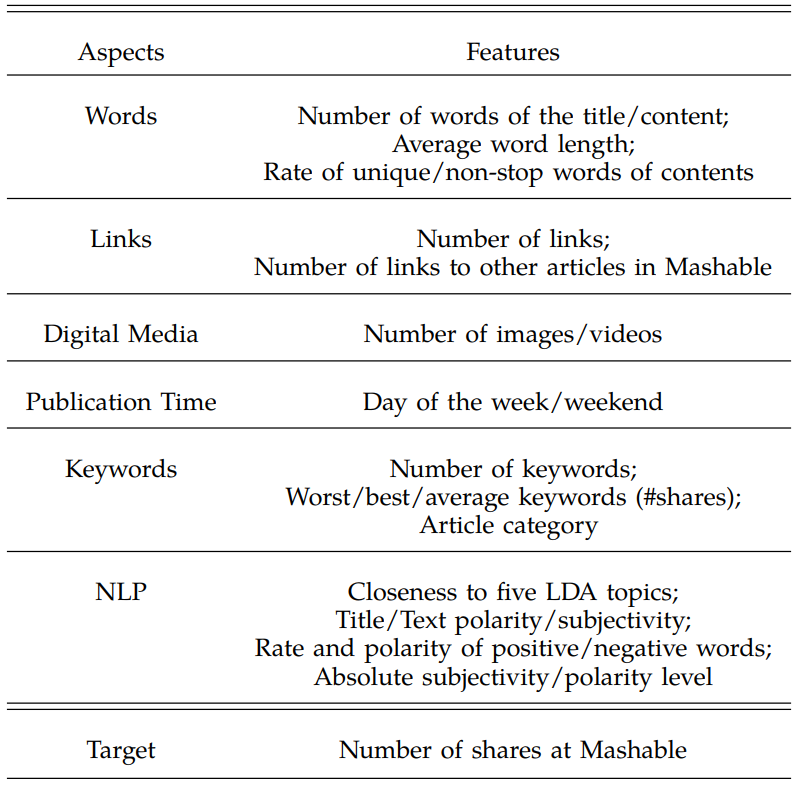 Aspects Features
Words Number of words of the title/content;
Average word length;
Rate of unique/non-stop words of contents
Links Number of links;
Number of links to other articles in Mashable
Digital Media Number of images/videos
Publication Time Day of the week/weekend
Keywords Number of keywords;
Worst/best/average keywords (#shares);
Article category
NLP Closeness to five LDA topics;
Title/Text polarity/subjectivity;
Rate and polarity of positive/negative words;
Absolute subjectivity/polarity level
Target Number of shares at Mashable